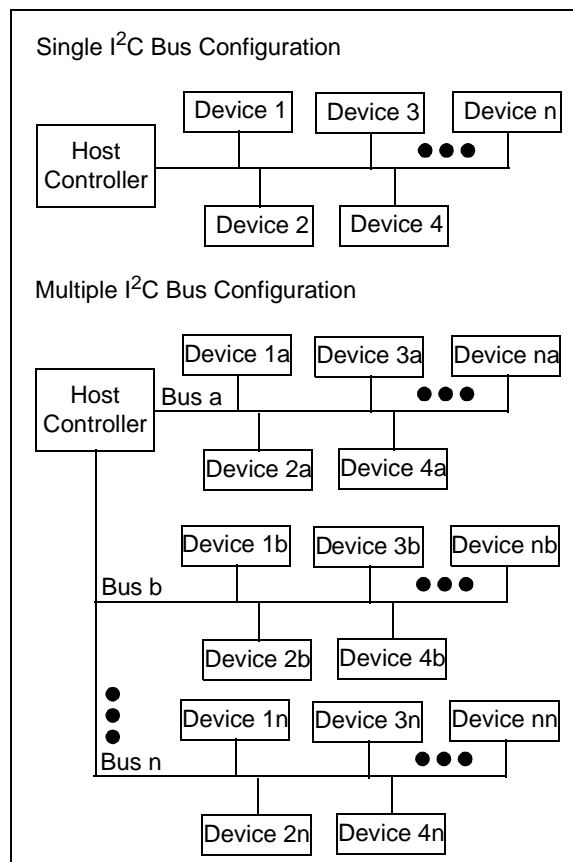 Single I²C Bus Configuration
Device 1
Device 3
Device n
Host
Controller
Device 2
Device 4
Multiple I²C Bus Configuration
Device 1a
Device 3a
Device na
Host
Controller
Bus a
Device 2a
Device 4a
Device 1b
Device 3b
Device nb
Bus b
Device 2b
Device 4b
Device 1n
Device 3n
Device nn
Bus n
Device 2n
Device 4n